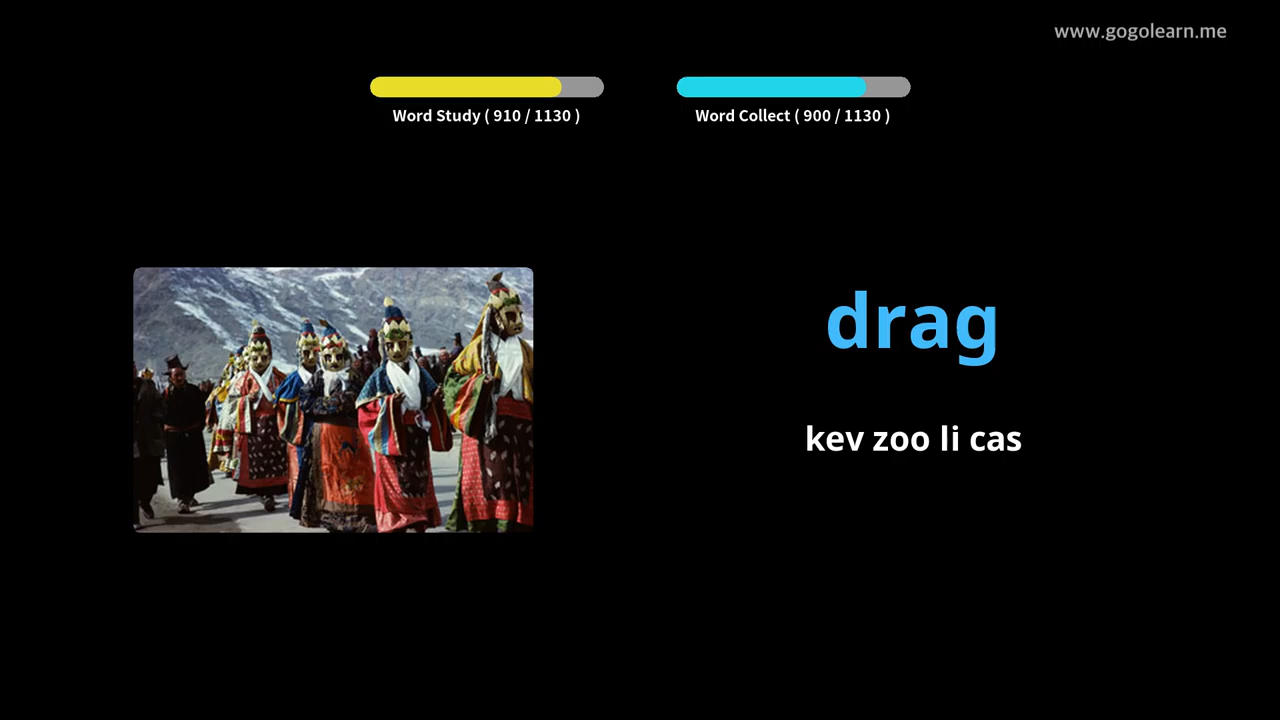 www.gogolearn.me
Word Study ( 910 / 1130 )
Word Collect ( 900 / 1130 )
drag
kev zoo li cas